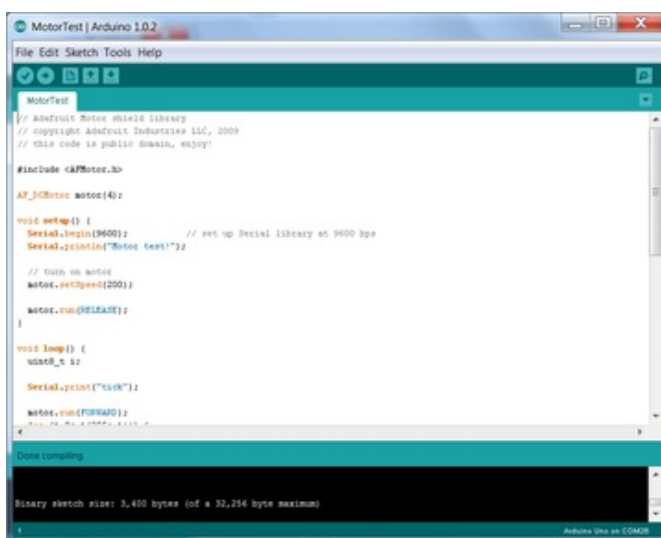 MotorTest | Arduino 1.0.2
File Edit Sketch Tools Help
MotorTest
// Adafruit Motor shield library
// copyright Adafruit Industries LLC, 2009
// this code is public domain, enjoy!
#include <AFMotor.h>
AF_DCMotor motor(4);
void setup() {
Serial.begin(9600); // set up Serial library at 9600 bps
Serial.println("Motor test!");
// turn on motor
motor.setSpeed(200);
motor.run(RELEASE);
}
void loop() {
uint8_t i;
Serial.print("tick");
motor.run(FORWARD);
Done compiling.
Binary sketch size: 3,400 bytes (of a 32,256 byte maximum)
1
Arduino Uno on COM26